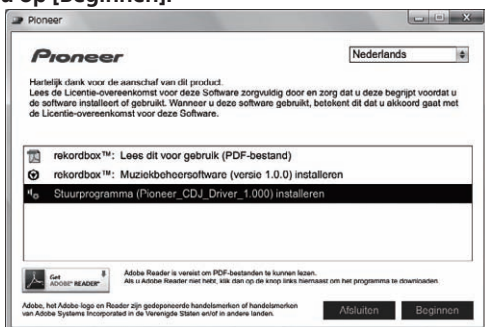 u op [Beginnen].
Pioneer
Pioneer
Nederlands
Hartelijk dank voor de aanschaf van dit product.
Lees de Licentie-overeenkomst voor deze Software zorgvuldig door en zorg dat u deze begrijpt voordat u
de software installeert of gebruikt. Wanneer u deze software gebruikt, betekent dit dat u akkoord gaat met
de Licentie-overeenkomst voor deze Software.
rekordbox™: Lees dit voor gebruik (PDF-bestand)
rekordbox™: Muziekbeheersoftware (versie 1.0.0) installeren
Stuurprogramma (Pioneer_CDJ_Driver_1.000) installeren
Get
ADOBE® READER®
Adobe Reader is vereist om PDF-bestanden te kunnen lezen.
Als u Adobe Reader niet hebt, klik dan op de knop links hiernaast om het programma te downloaden.
Adobe, het Adobe-logo en Reader zijn gedeponeerde handelsmerken of handelsmerken
van Adobe Systems Incorporated in de Verenigde Staten en/of in andere landen.
Afsluiten
Beginnen